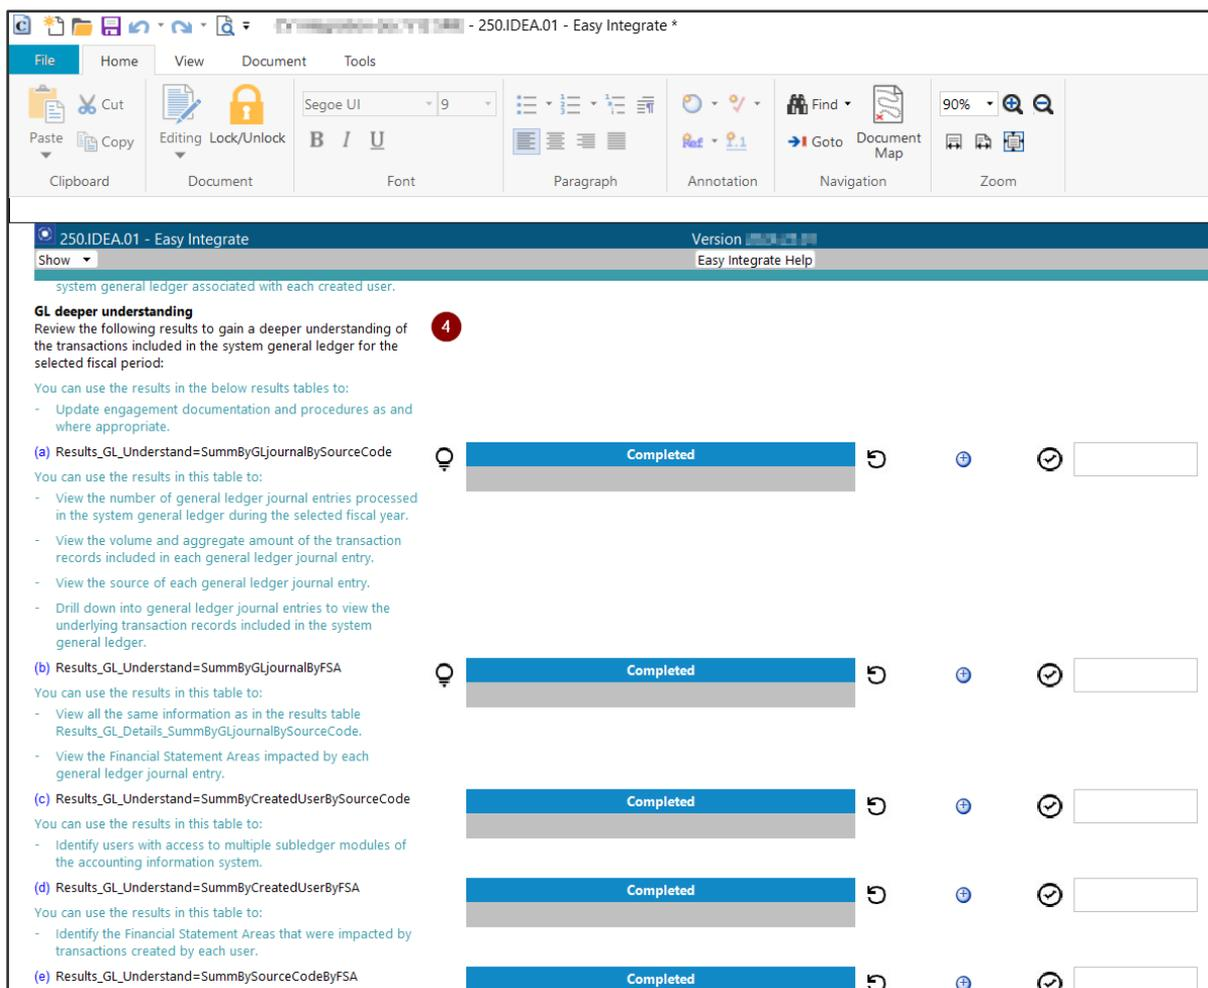 - 250.IDEA.01 - Easy Integrate *
File Home View Document Tools
Paste
Cut
Copy
Clipboard
Editing
Lock/Unlock
Document
Segoe UI 9
B I U
Font
Paragraph
Ref
Annotation
Find
Goto
Document Map
Navigation
90%
Zoom
250.IDEA.01 - Easy Integrate
Version
Show
Easy Integrate Help
system general ledger associated with each created user.
GL deeper understanding
4
Review the following results to gain a deeper understanding of
the transactions included in the system general ledger for the
selected fiscal period:
You can use the results in the below results tables to:
- Update engagement documentation and procedures as and
where appropriate.
(a) Results_GL_Understand=SummByGLjournalBySourceCode
Completed
You can use the results in this table to:
- View the number of general ledger journal entries processed
in the system general ledger during the selected fiscal year.
- View the volume and aggregate amount of the transaction
records included in each general ledger journal entry.
- View the source of each general ledger journal entry.
- Drill down into general ledger journal entries to view the
underlying transaction records included in the system
general ledger.
(b) Results_GL_Understand=SummByGLjournalByFSA
Completed
You can use the results in this table to:
- View all the same information as in the results table
Results_GL_Details_SummByGLjournalBySourceCode.
- View the Financial Statement Areas impacted by each
general ledger journal entry.
(c) Results_GL_Understand=SummByCreatedUserBySourceCode
Completed
You can use the results in this table to:
- Identify users with access to multiple subledger modules of
the accounting information system.
(d) Results_GL_Understand=SummByCreatedUserByFSA
Completed
You can use the results in this table to:
- Identify the Financial Statement Areas that were impacted by
transactions created by each user.
(e) Results_GL_Understand=SummBySourceCodeByFSA
Completed